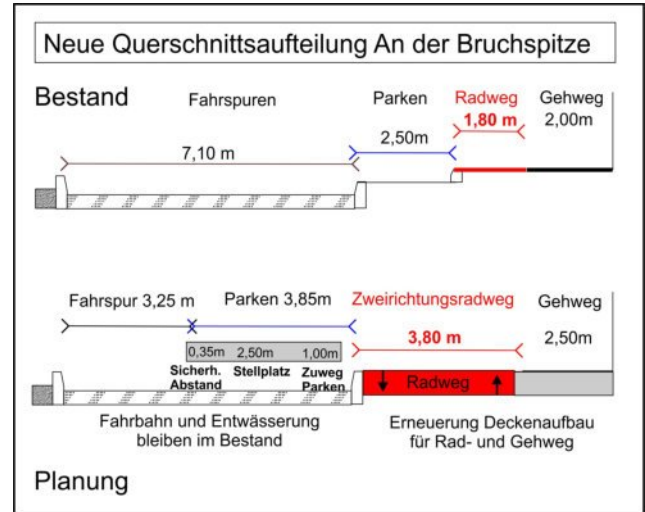 Neue Querschnittsaufteilung An der Bruchspitze
Bestand
Fahrspuren
Parken
Radweg
Gehweg
1,80 m
2,00m
2,50m
7,10 m
Fahrspur 3,25 m
Parken 3,85m
Zweirichtungsradweg
Gehweg
3,80 m
2,50m
0,35m
2,50m
1,00m
Sicherh.
Abstand
Stellplatz
Zuweg
Parken
Radweg
Fahrbahn und Entwässerung
bleiben im Bestand
Erneuerung Deckenaufbau
für Rad- und Gehweg
Planung